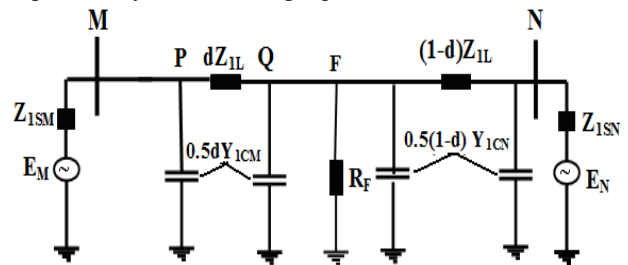 M N
P dZ1L Q F (1-d)Z1L
Z1SM Z1SN
0.5dY1CM 0.5(1-d) Y1CN
EM RF EN